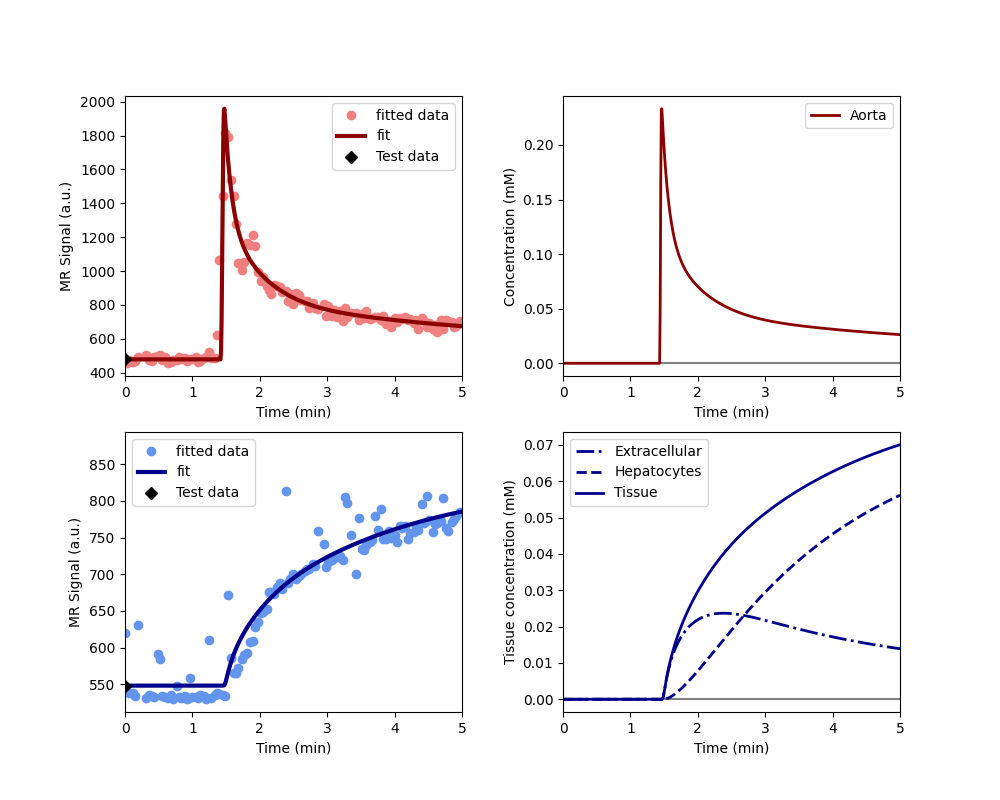 2000
1800
1600
1400
1200
1000
800
600
400
MR Signal (a.u.)
fitted data
fit
Test data
0 1 2 3 4 5
Time (min)
0.20
0.15
0.10
0.05
0.00
Concentration (mM)
Aorta
0 1 2 3 4 5
Time (min)
850
800
750
700
650
600
550
MR Signal (a.u.)
fitted data
fit
Test data
0 1 2 3 4 5
Time (min)
0.07
0.06
0.05
0.04
0.03
0.02
0.01
0.00
Tissue concentration (mM)
Extracellular
Hepatocytes
Tissue
0 1 2 3 4 5
Time (min)